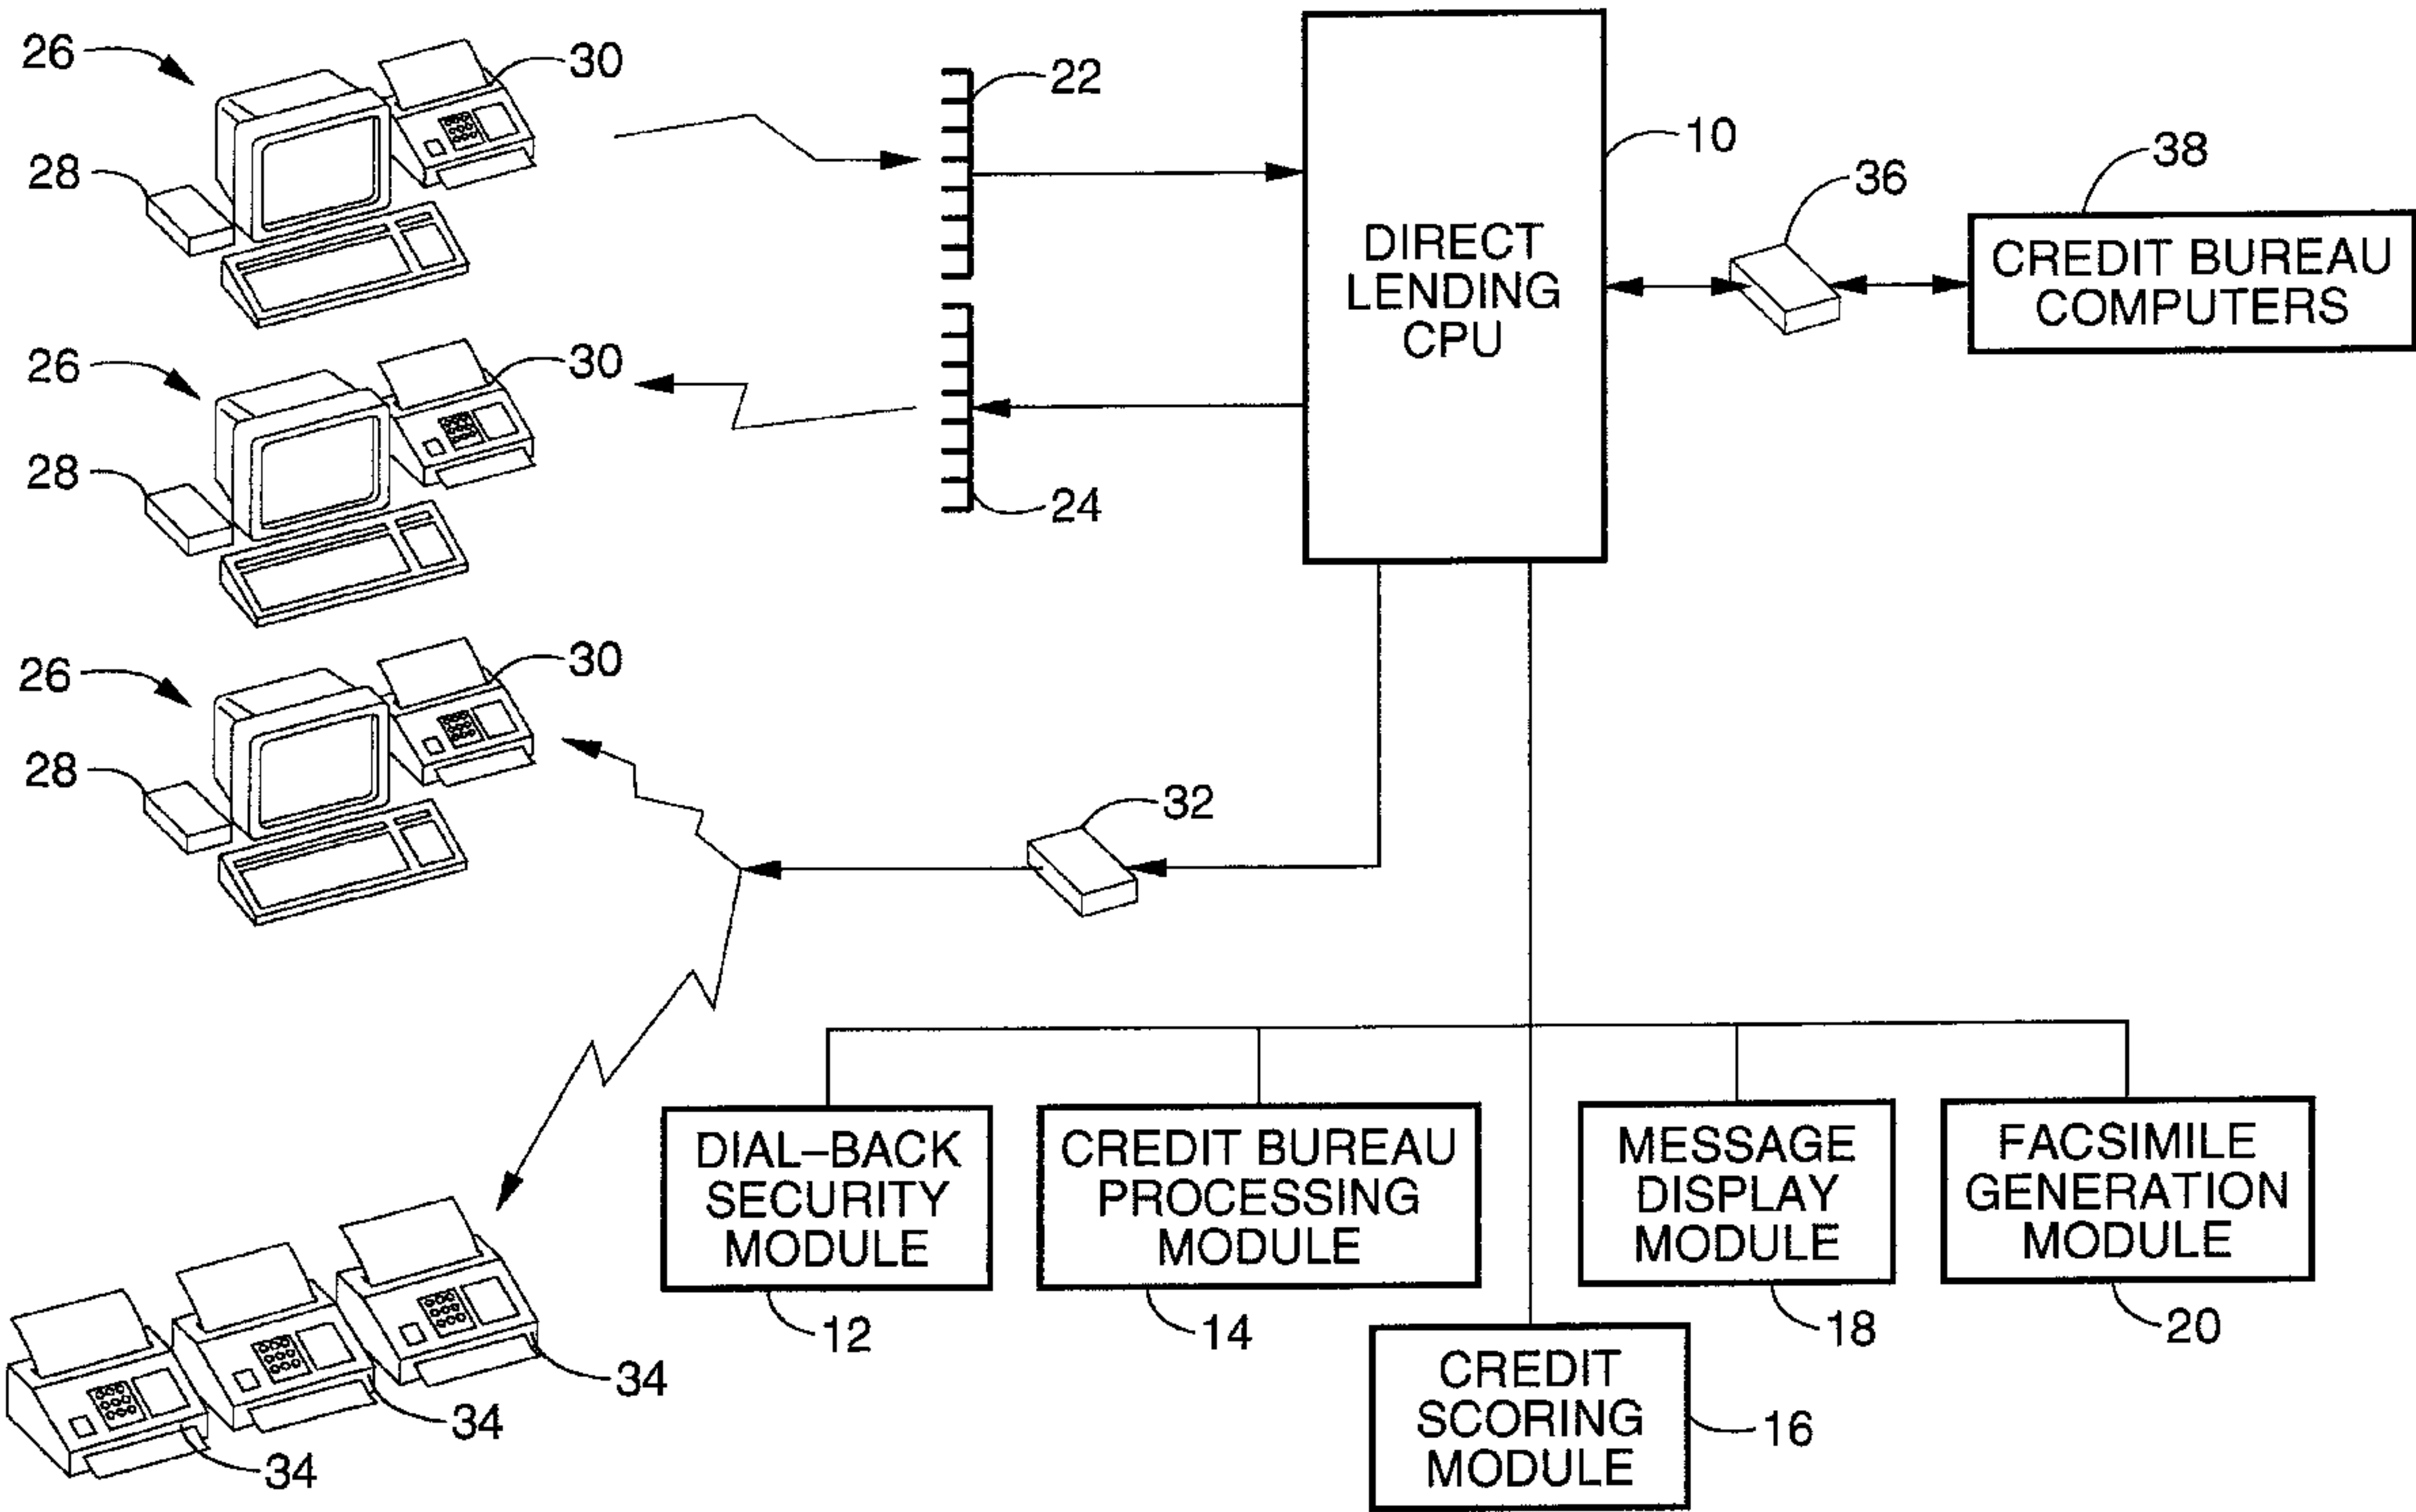 26
30
22
28
10
38
36
DIRECT
LENDING
CPU
CREDIT BUREAU
COMPUTERS
26
30
28
24
26
30
28
32
DIAL–BACK
SECURITY
MODULE
12
CREDIT BUREAU
PROCESSING
MODULE
14
MESSAGE
DISPLAY
MODULE
18
FACSIMILE
GENERATION
MODULE
20
34
34
34
CREDIT
SCORING
MODULE
16